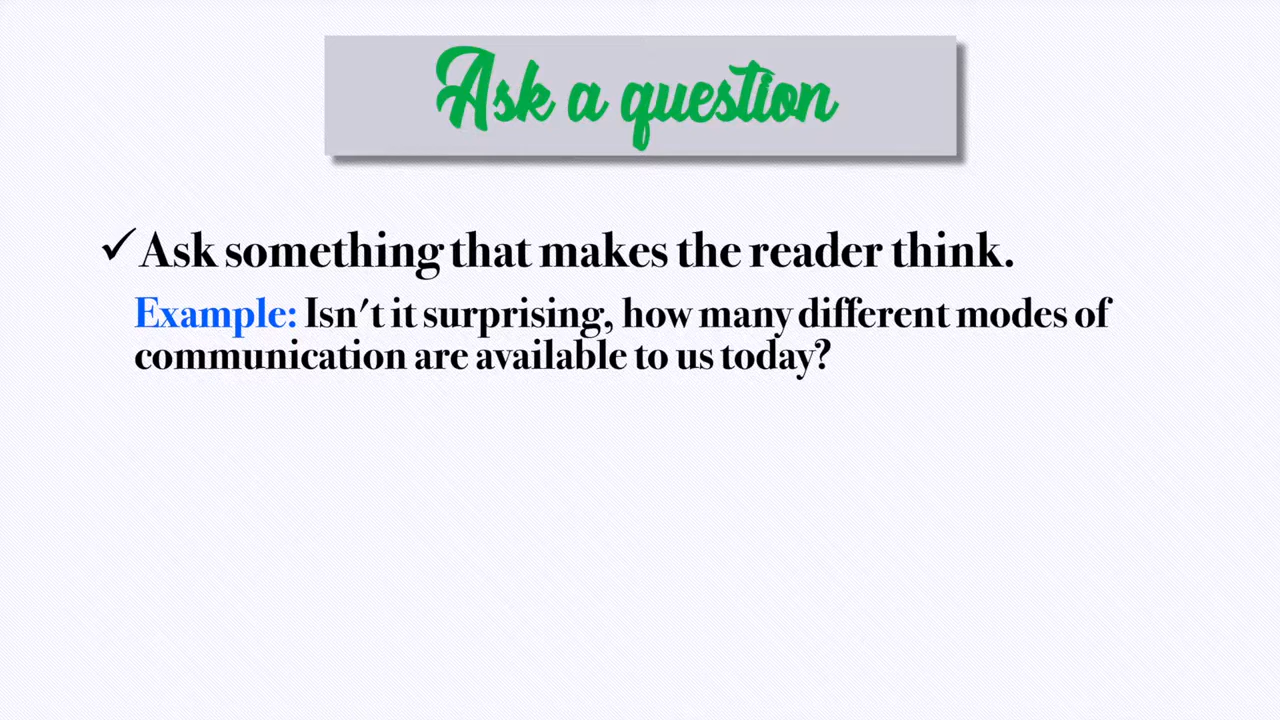 Ask a question
✓Ask something that makes the reader think.
Example: Isn't it surprising, how many different modes of
communication are available to us today?